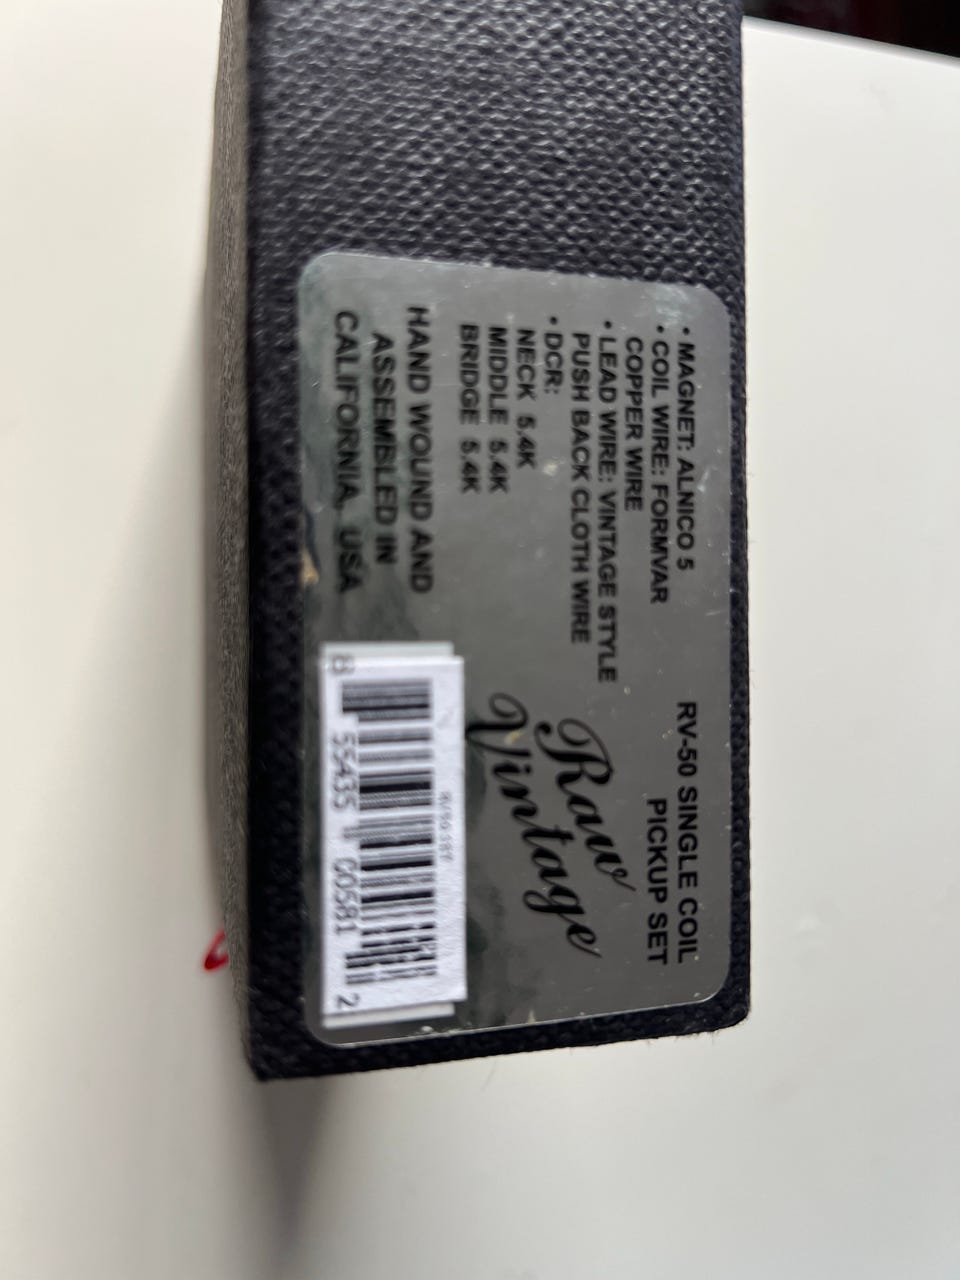 • MAGNET: ALNICO 5
• COIL WIRE: FORMVAR
COPPER WIRE
• LEAD WIRE: VINTAGE STYLE
PUSH BACK CLOTH WIRE
• DCR:
NECK 5.4K
MIDDLE 5.4K
BRIDGE 5.4K
HAND WOUND AND
ASSEMBLED IN
CALIFORNIA, USA
RV-50 SINGLE COIL
PICKUP SET
Raw
Vintage
8 55435 00581 2